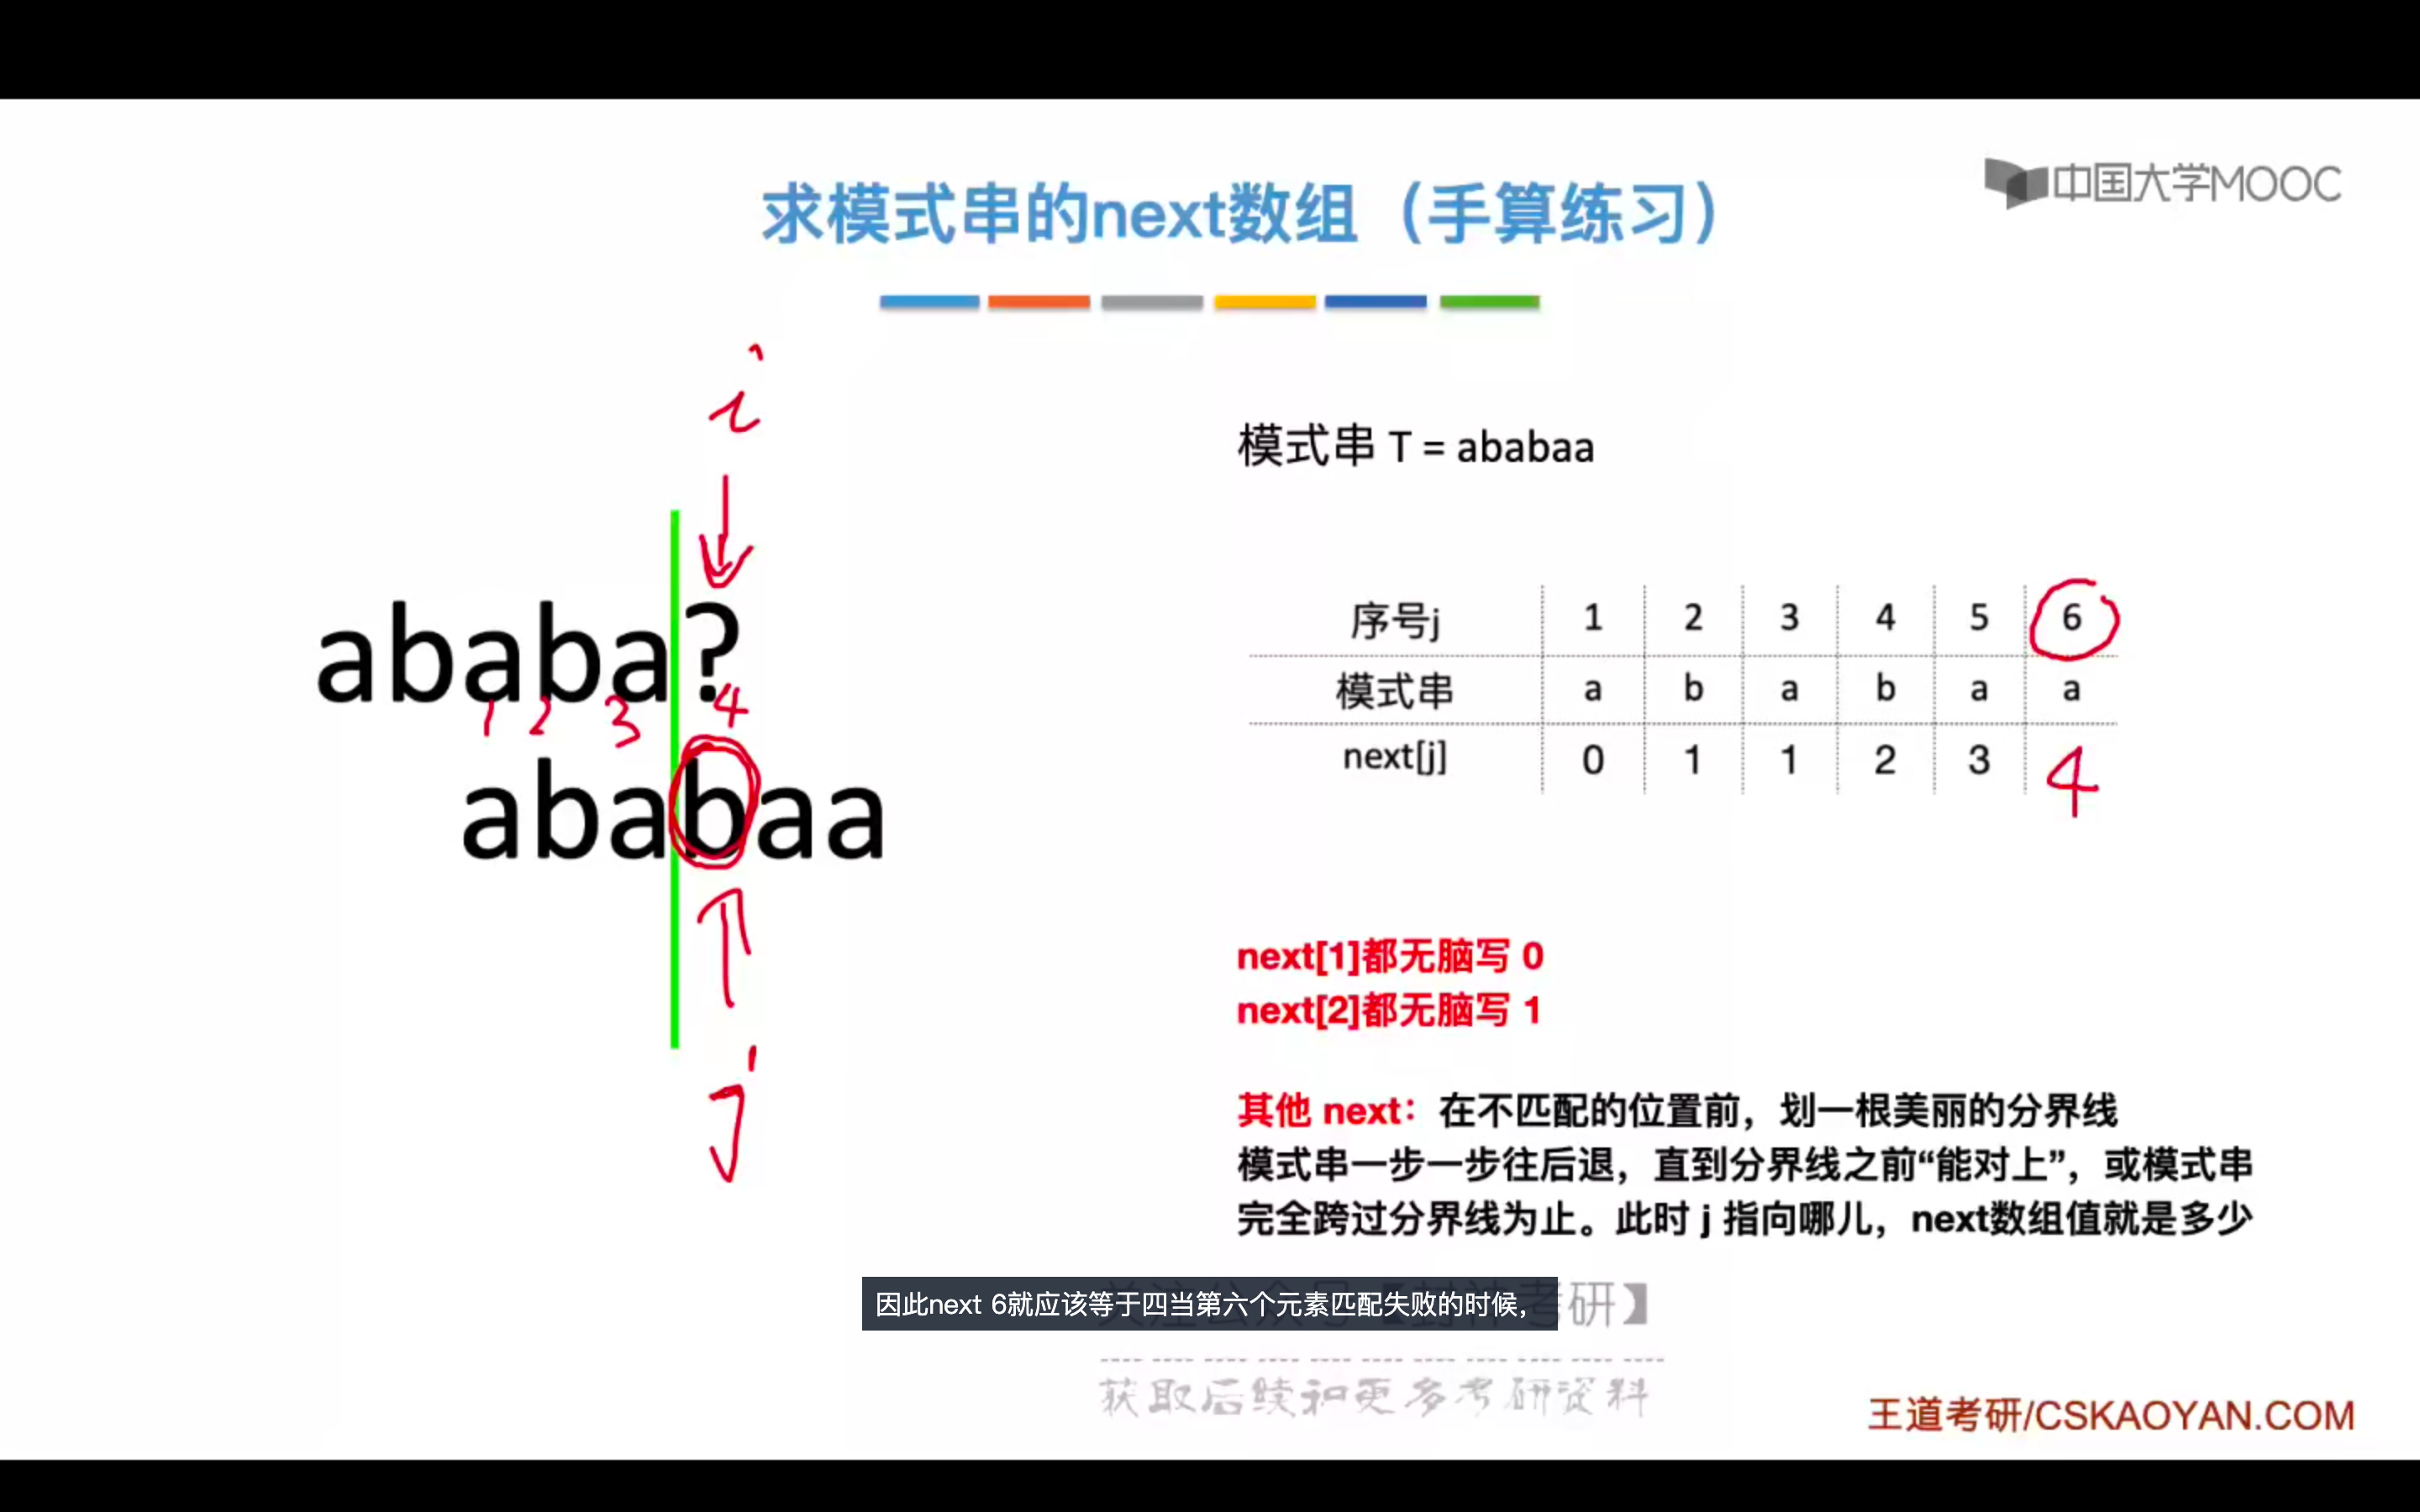 求模式串的next数组（手算练习）
中国大学MOOC
i
模式串 T = ababaa
ababa?
1 2 3 4
ababaa
j
序号j 1 2 3 4 5 6
模式串 a b a b a a
next[j] 0 1 1 2 3 4
next[1]都无脑写 0
next[2]都无脑写 1
其他 next：在不匹配的位置前，划一根美丽的分界线
模式串一步一步往后退，直到分界线之前“能对上”，或模式串
完全跨过分界线为止。此时 j 指向哪儿，next数组值就是多少
因此next 6就应该等于四当第六个元素匹配失败的时候，
考研】
获取后续和更多考研资料
王道考研/CSKAOYAN.COM